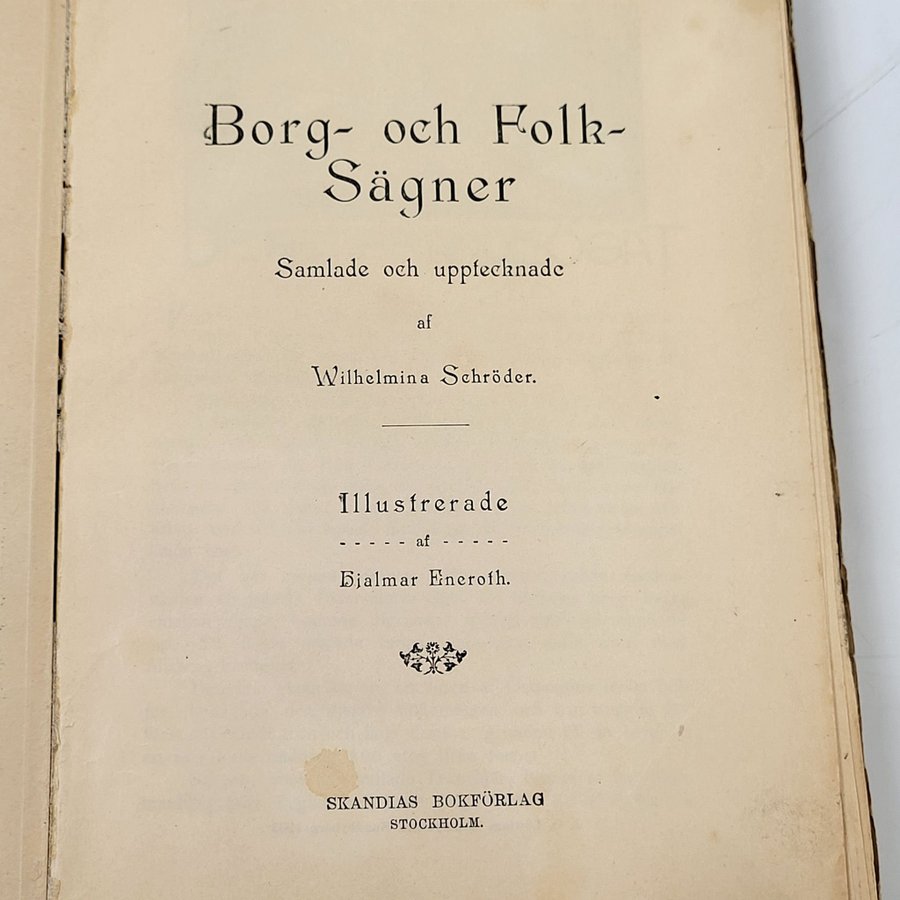 Borg- och Folk-
Sägner
Samlade och upptecknade
af
Wilhelmina Schröder.
Illustrerade
- - - - - af - - - - -
Hjalmar Eneroth.
SKANDIAS BOKFÖRLAG
STOCKHOLM.